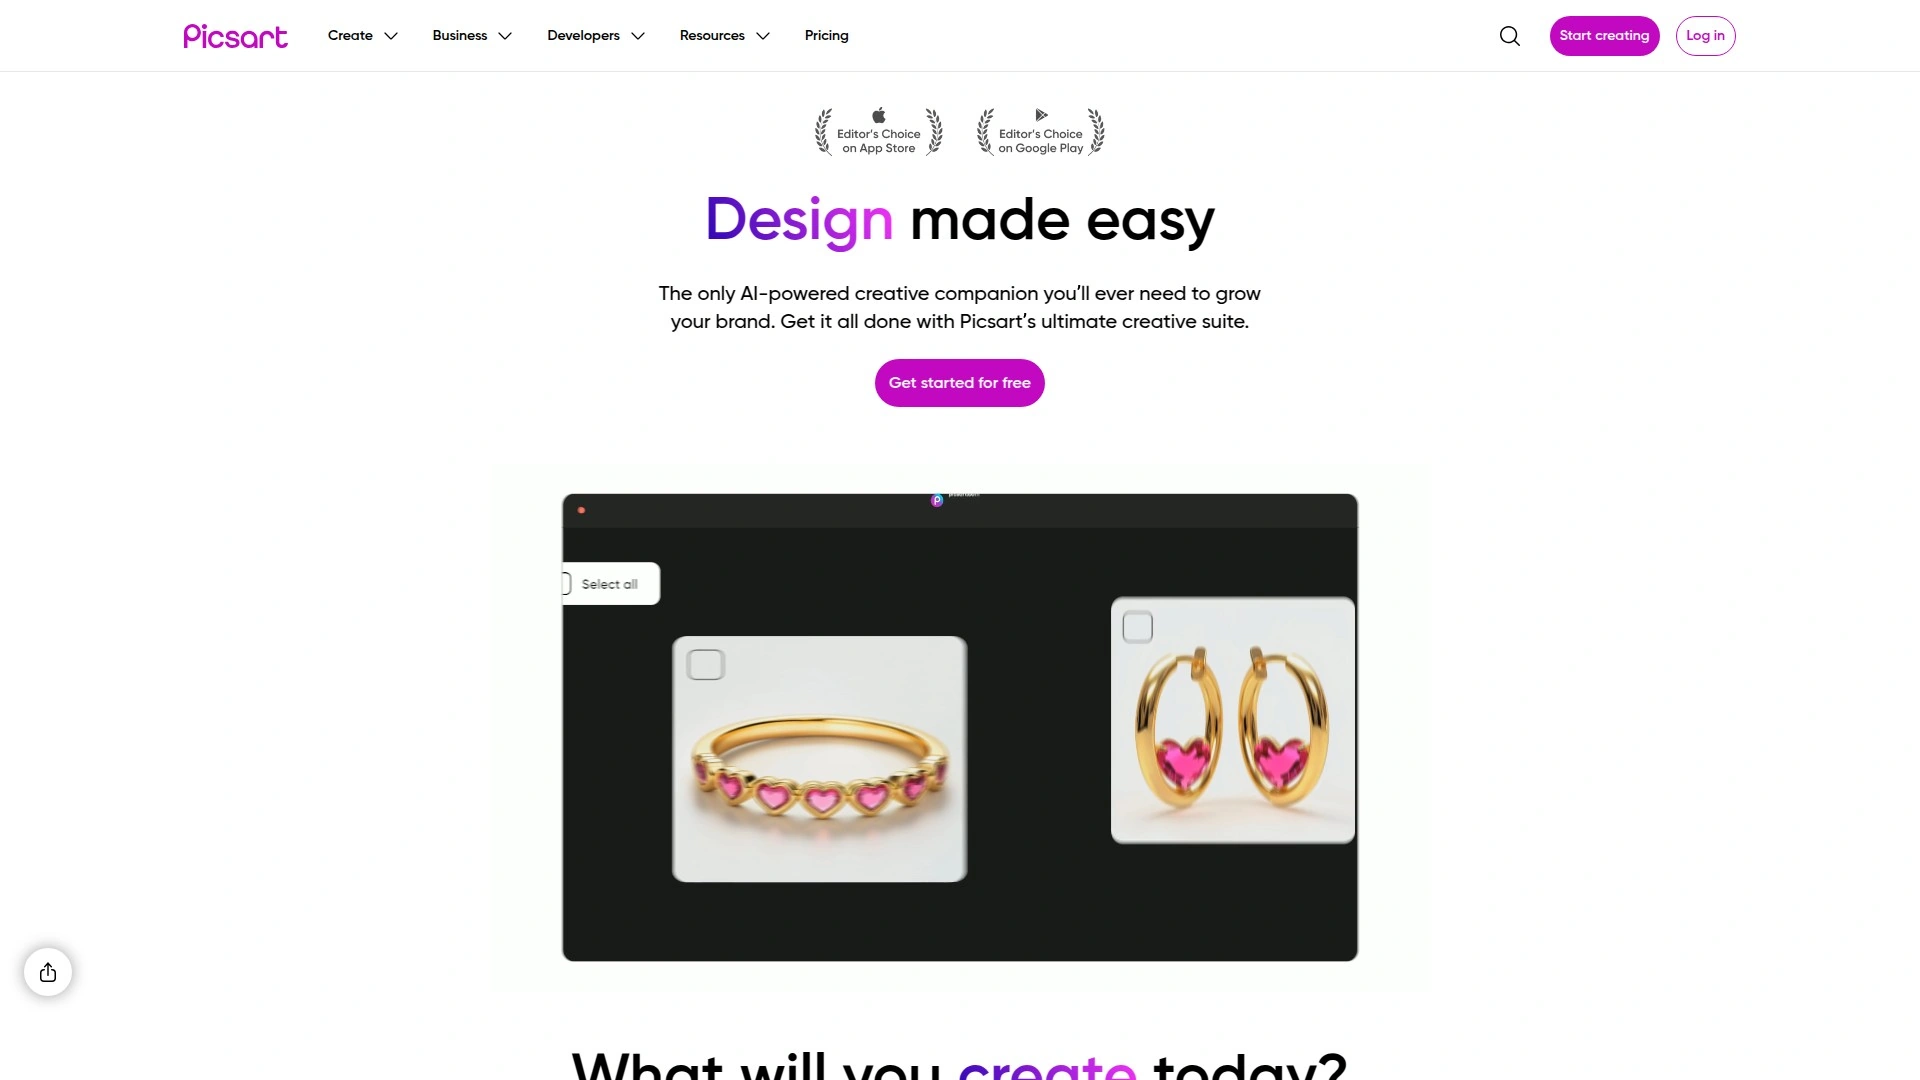 Picsart
Create
Business
Developers
Resources
Pricing
Start creating
Log in
Editor's Choice
on App Store
Editor's Choice
on Google Play
Design made easy
The only AI-powered creative companion you'll ever need to grow
your brand. Get it all done with Picsart's ultimate creative suite.
Get started for free
Select all
What will you create today?